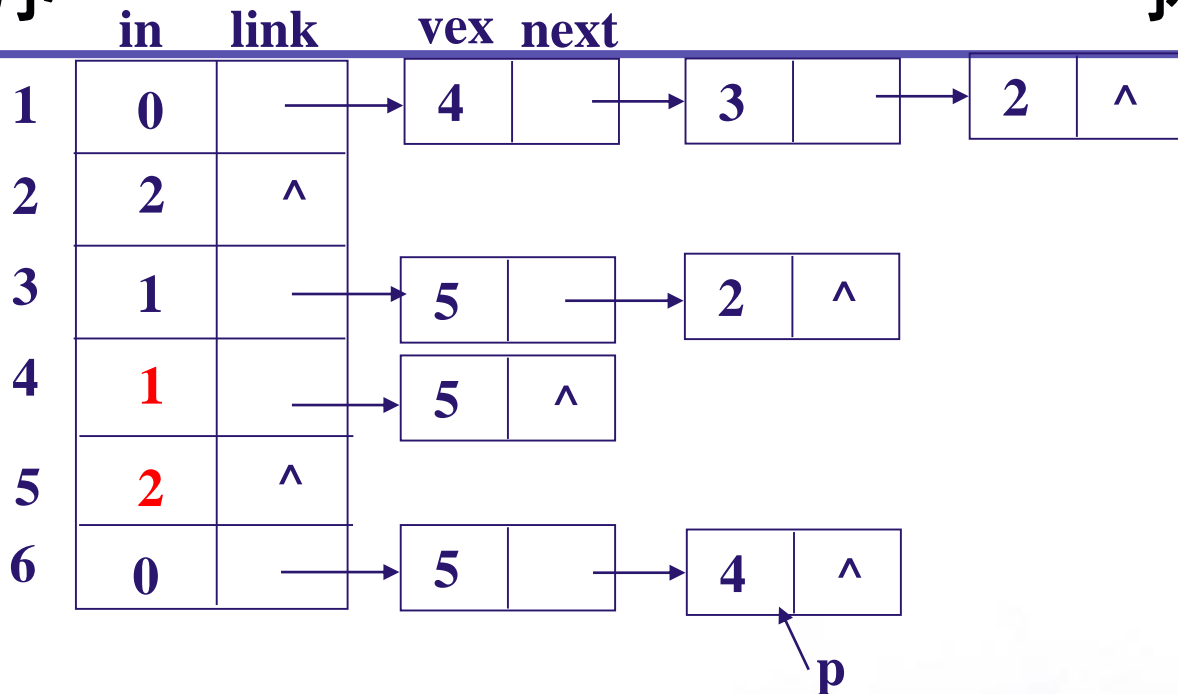 序
in link vex next
1 0 4 3 2 ^
2 2 ^
3 1 5 2 ^
4 1 5 ^
5 2 ^
6 0 5 4 ^
p